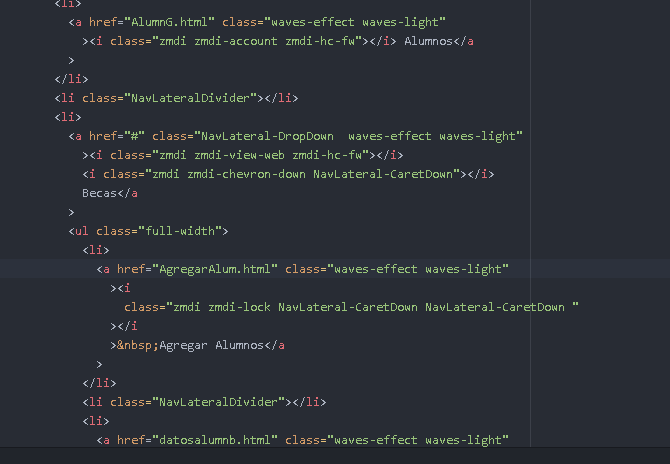 <li>
<a href="AlumnG.html" class="waves-effect waves-light"
><i class="zmdi zmdi-account zmdi-hc-fw"></i> Alumnos</a
>
</li>
<li class="NavLateralDivider"></li>
<li>
<a href="#" class="NavLateral-DropDown  waves-effect waves-light"
><i class="zmdi zmdi-view-web zmdi-hc-fw"></i>
<i class="zmdi zmdi-chevron-down NavLateral-CaretDown"></i>
Becas</a
>
<ul class="full-width">
<li>
<a href="AgregarAlum.html" class="waves-effect waves-light"
><i
class="zmdi zmdi-lock NavLateral-CaretDown NavLateral-CaretDown "
></i
>&nbsp;Agregar Alumnos</a
>
</li>
<li class="NavLateralDivider"></li>
<li>
<a href="datosalumnb.html" class="waves-effect waves-light"